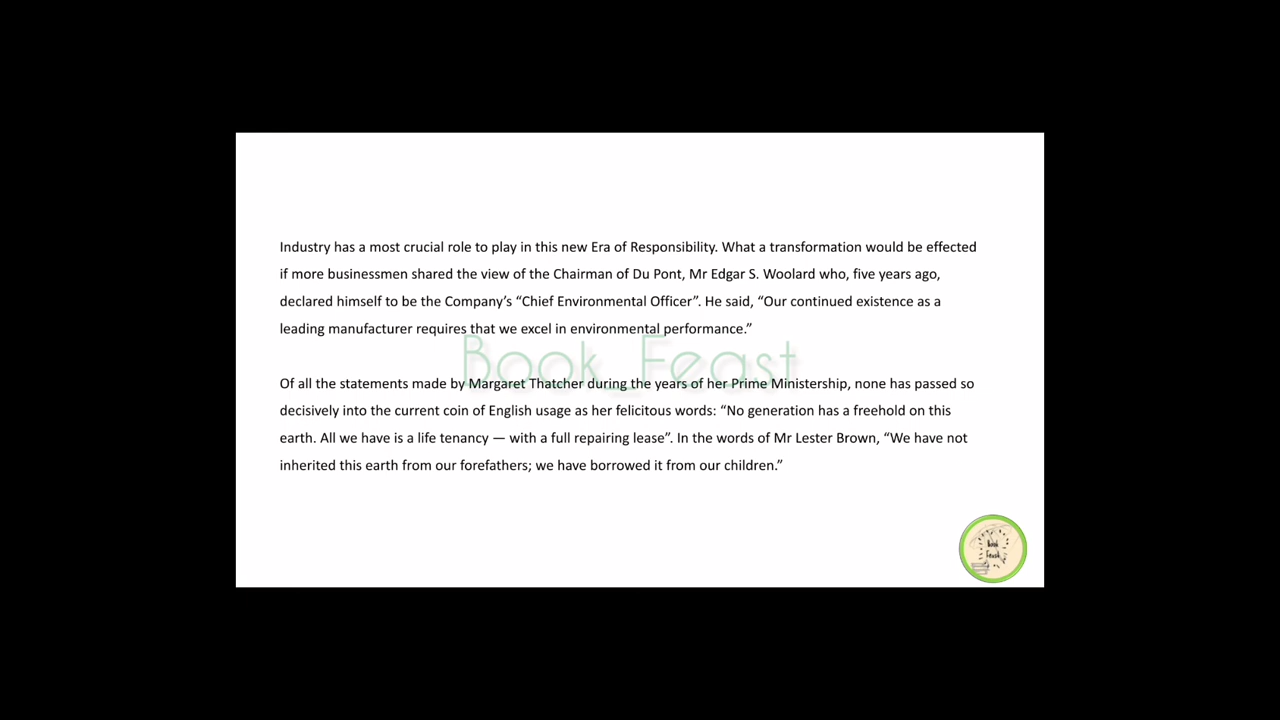 Industry has a most crucial role to play in this new Era of Responsibility. What a transformation would be effected
if more businessmen shared the view of the Chairman of Du Pont, Mr Edgar S. Woolard who, five years ago,
declared himself to be the Company’s “Chief Environmental Officer”. He said, “Our continued existence as a
leading manufacturer requires that we excel in environmental performance.”
Book_Feast
Of all the statements made by Margaret Thatcher during the years of her Prime Ministership, none has passed so
decisively into the current coin of English usage as her felicitous words: “No generation has a freehold on this
earth. All we have is a life tenancy — with a full repairing lease”. In the words of Mr Lester Brown, “We have not
inherited this earth from our forefathers; we have borrowed it from our children.”
Book
Feast